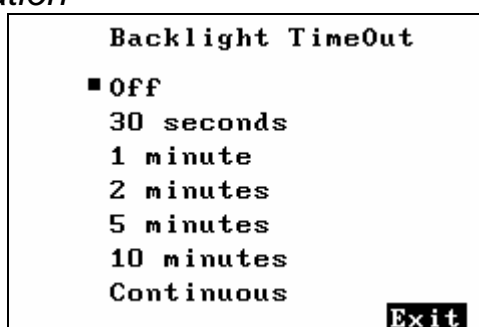 Backlight TimeOut
Off
30 seconds
1 minute
2 minutes
5 minutes
10 minutes
Continuous
Exit